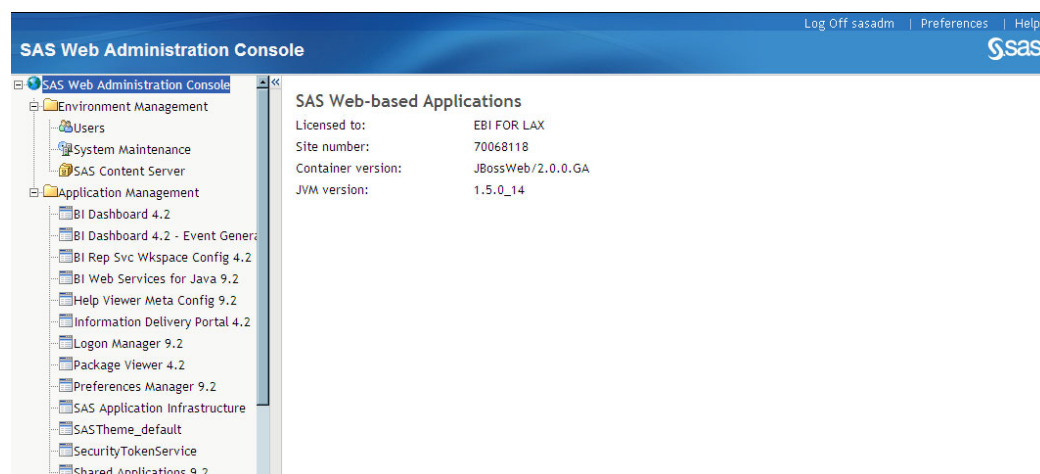 Log Off sasadm | Preferences | Help
SAS Web Administration Console
sas
SAS Web Administration Console
Environment Management
Users
System Maintenance
SAS Content Server
Application Management
BI Dashboard 4.2
BI Dashboard 4.2 - Event Genera
BI Rep Svc Wkspace Config 4.2
BI Web Services for Java 9.2
Help Viewer Meta Config 9.2
Information Delivery Portal 4.2
Logon Manager 9.2
Package Viewer 4.2
Preferences Manager 9.2
SAS Application Infrastructure
SASTheme_default
SecurityTokenService
Shared Applications 9.2
SAS Web-based Applications
Licensed to: EBI FOR LAX
Site number: 70068118
Container version: JBossWeb/2.0.0.GA
JVM version: 1.5.0_14